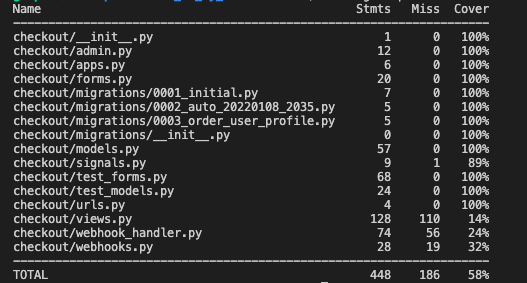 Name Stmts Miss Cover
checkout/__init__.py 1 0 100%
checkout/admin.py 12 0 100%
checkout/apps.py 6 0 100%
checkout/forms.py 20 0 100%
checkout/migrations/0001_initial.py 7 0 100%
checkout/migrations/0002_auto_20220108_2035.py 5 0 100%
checkout/migrations/0003_order_user_profile.py 5 0 100%
checkout/migrations/__init__.py 0 0 100%
checkout/models.py 57 0 100%
checkout/signals.py 9 1 89%
checkout/test_forms.py 68 0 100%
checkout/test_models.py 24 0 100%
checkout/urls.py 4 0 100%
checkout/views.py 128 110 14%
checkout/webhook_handler.py 74 56 24%
checkout/webhooks.py 28 19 32%
TOTAL 448 186 58%